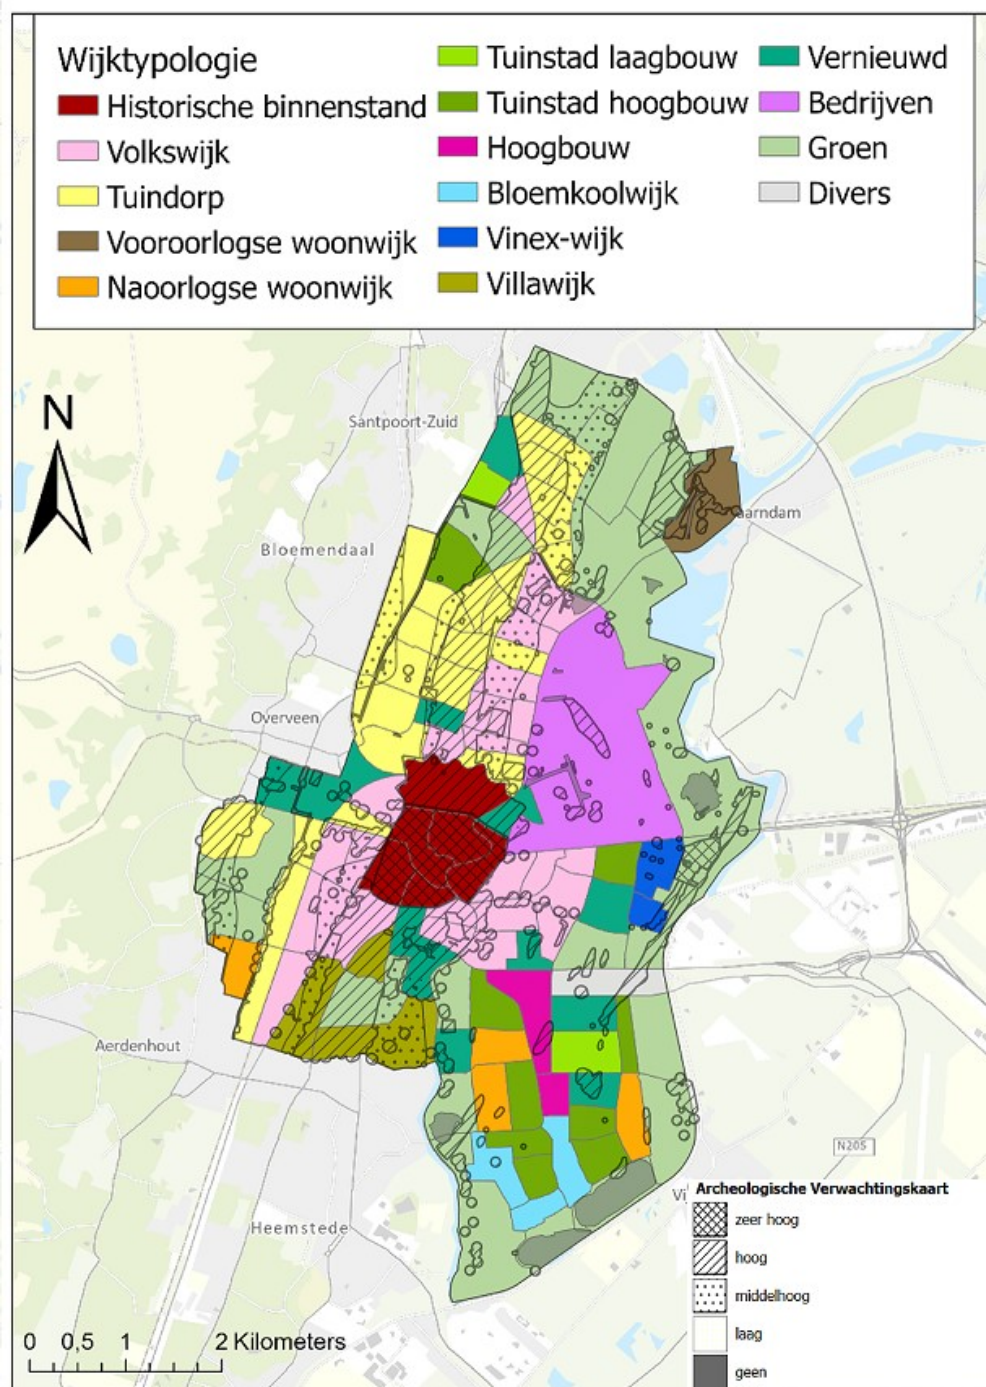 Wijktypologie
Historische binnenstand
Volkswijk
Tuindorp
Vooroorlogse woonwijk
Naoorlogse woonwijk
Tuinstad laagbouw
Tuinstad hoogbouw
Hoogbouw
Bloemkoolwijk
Vinex-wijk
Villawijk
Vernieuwd
Bedrijven
Groen
Divers
N
Santpoort-Zuid
aarndam
Bloemendaal
Overveen
Aerdenhout
N205
Heemstede
Vi
Archeologische Verwachtingskaart
zeer hoog
hoog
middelhoog
laag
geen
0 0,5 1 2 Kilometers